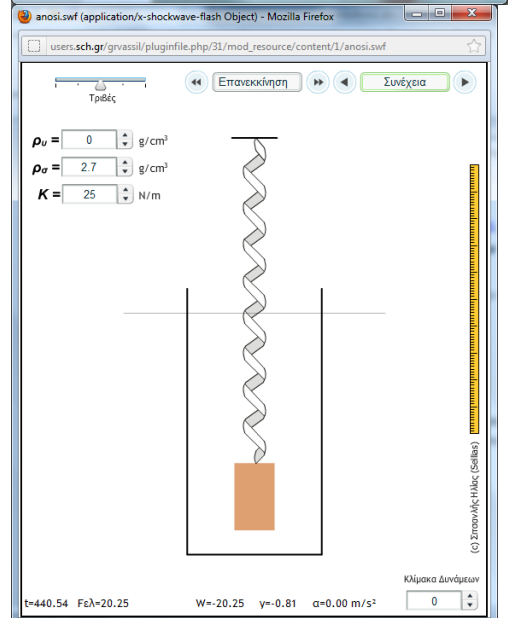 anosi.swf (application/x-shockwave-flash Object) - Mozilla Firefox
users.sch.gr/grvassil/pluginfile.php/31/mod_resource/content/1/anosi.swf
Τριβές
Επανεκκίνηση
Συνέχεια
ρυ = 0 g/cm³
ρσ = 2.7 g/cm³
K = 25 N/m
(c) Σιτσανλής Ηλίας (Seilias)
Κλίμακα Δυνάμεων
0
t=440.54 Fελ=20.25 W=-20.25 y=-0.81 α=0.00 m/s²